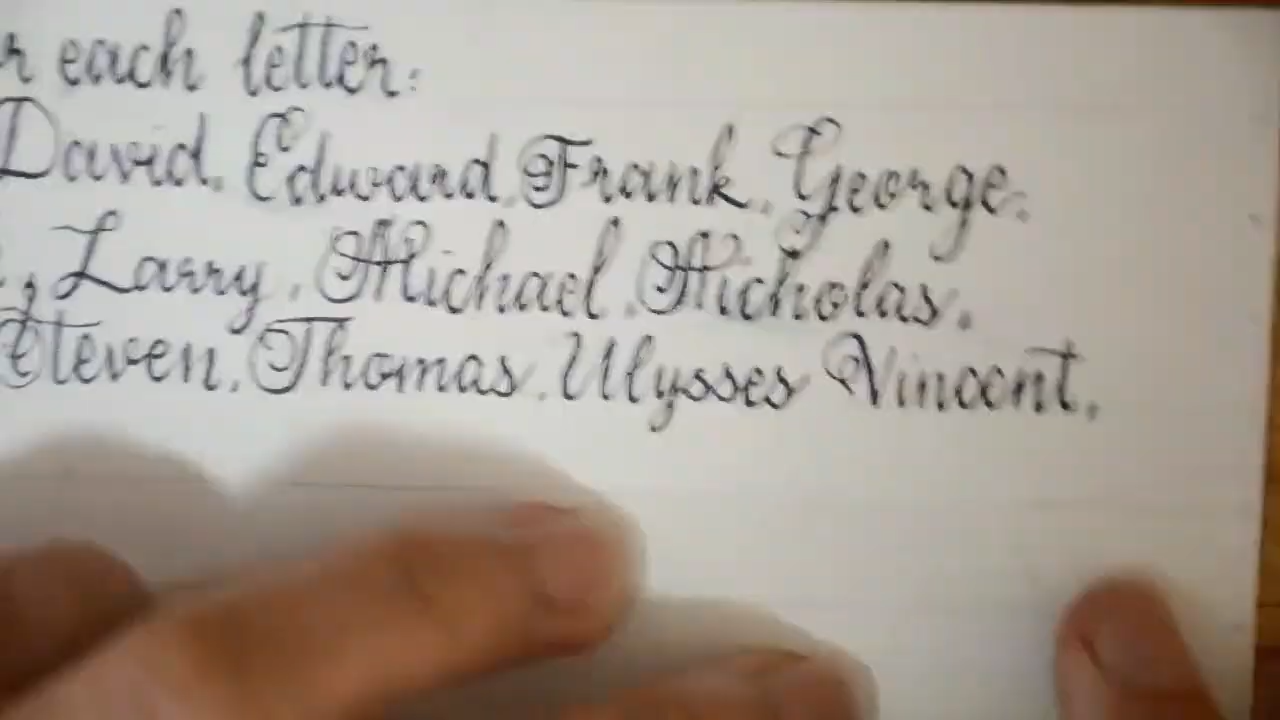 r each letter:
David, Edward, Frank, George,
, Larry, Michael, Nicholas,
Steven, Thomas, Ulysses Vincent,